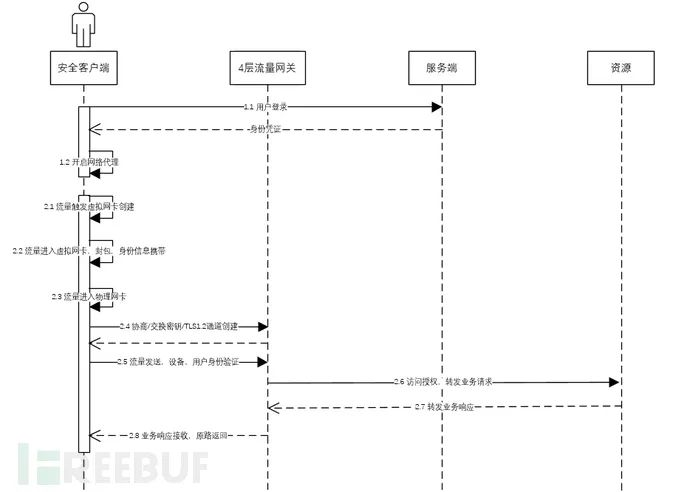 安全客户端
4层流量网关
服务端
资源
1.1 用户登录
身份凭证
1.2 开启网络代理
2.1 流量触发虚拟网卡创建
2.2 流量进入虚拟网卡、封包、身份信息携带
2.3 流量进入物理网卡
2.4 协商/交换密钥/TLS1.2通道创建
2.5 流量发送、设备、用户身份验证
2.6 访问授权、转发业务请求
2.7 转发业务响应
2.8 业务响应接收、原路返回
FREEBUF